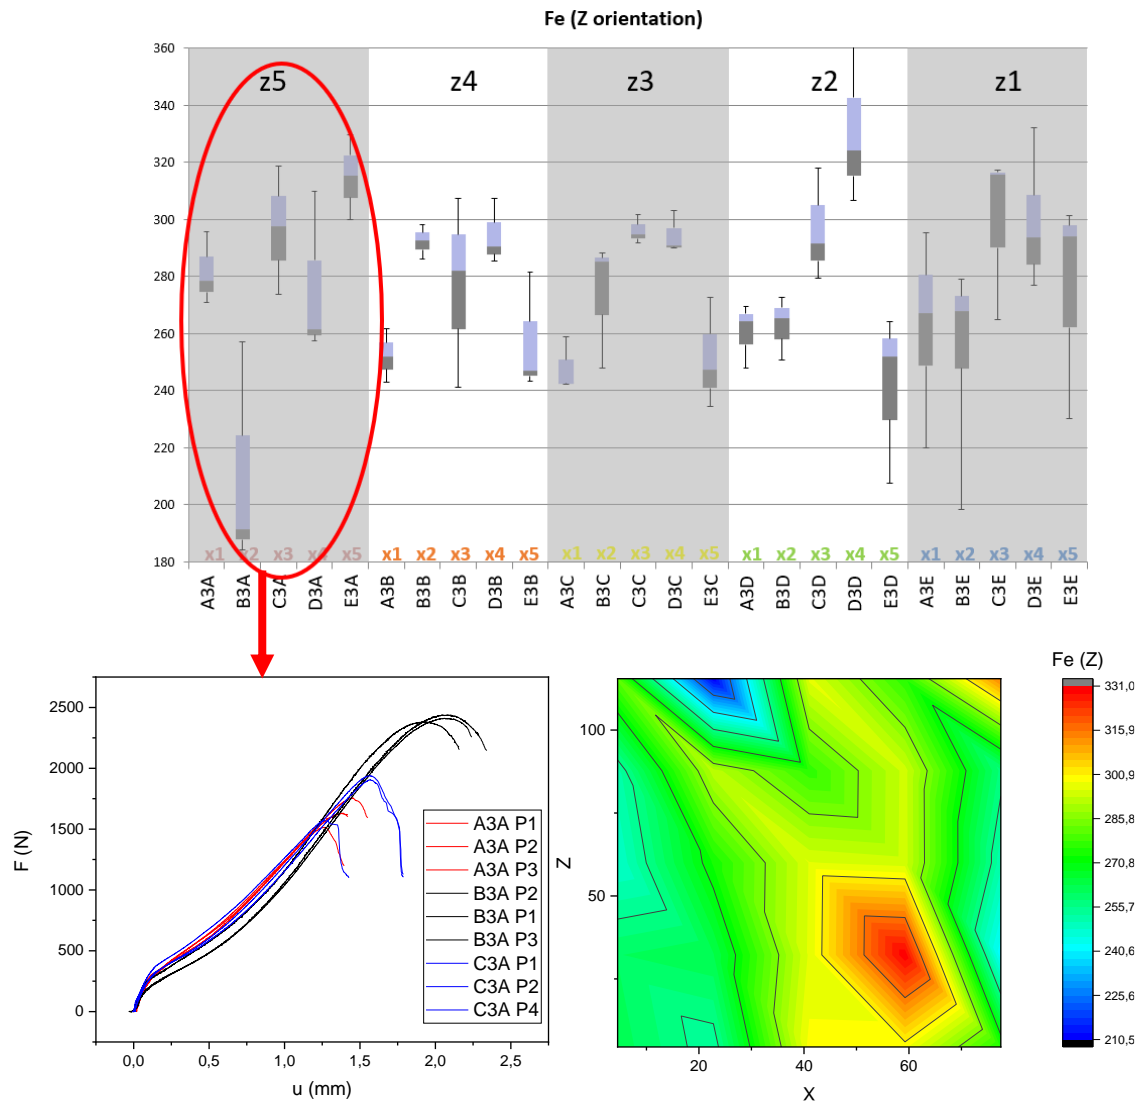 Fe (Z orientation)
360
340
320
300
280
260
240
220
200
180
z5 z4 z3 z2 z1
x1 x2 x3 x4 x5 x1 x2 x3 x4 x5 x1 x2 x3 x4 x5 x1 x2 x3 x4 x5 x1 x2 x3 x4 x5
A3A B3A C3A D3A E3A A3B B3B C3B D3B E3B A3C B3C C3C D3C E3C A3D B3D C3D D3D E3D A3E B3E C3E D3E E3E
F (N)
2500
2000
1500
1000
500
0
A3A P1
A3A P2
A3A P3
B3A P2
B3A P1
B3A P3
C3A P1
C3A P2
C3A P4
0,0 0,5 1,0 1,5 2,0 2,5
u (mm)
Z
100
50
20 40 60
X
Fe (Z)
331,0
315,9
300,9
285,8
270,8
255,7
240,6
225,6
210,5